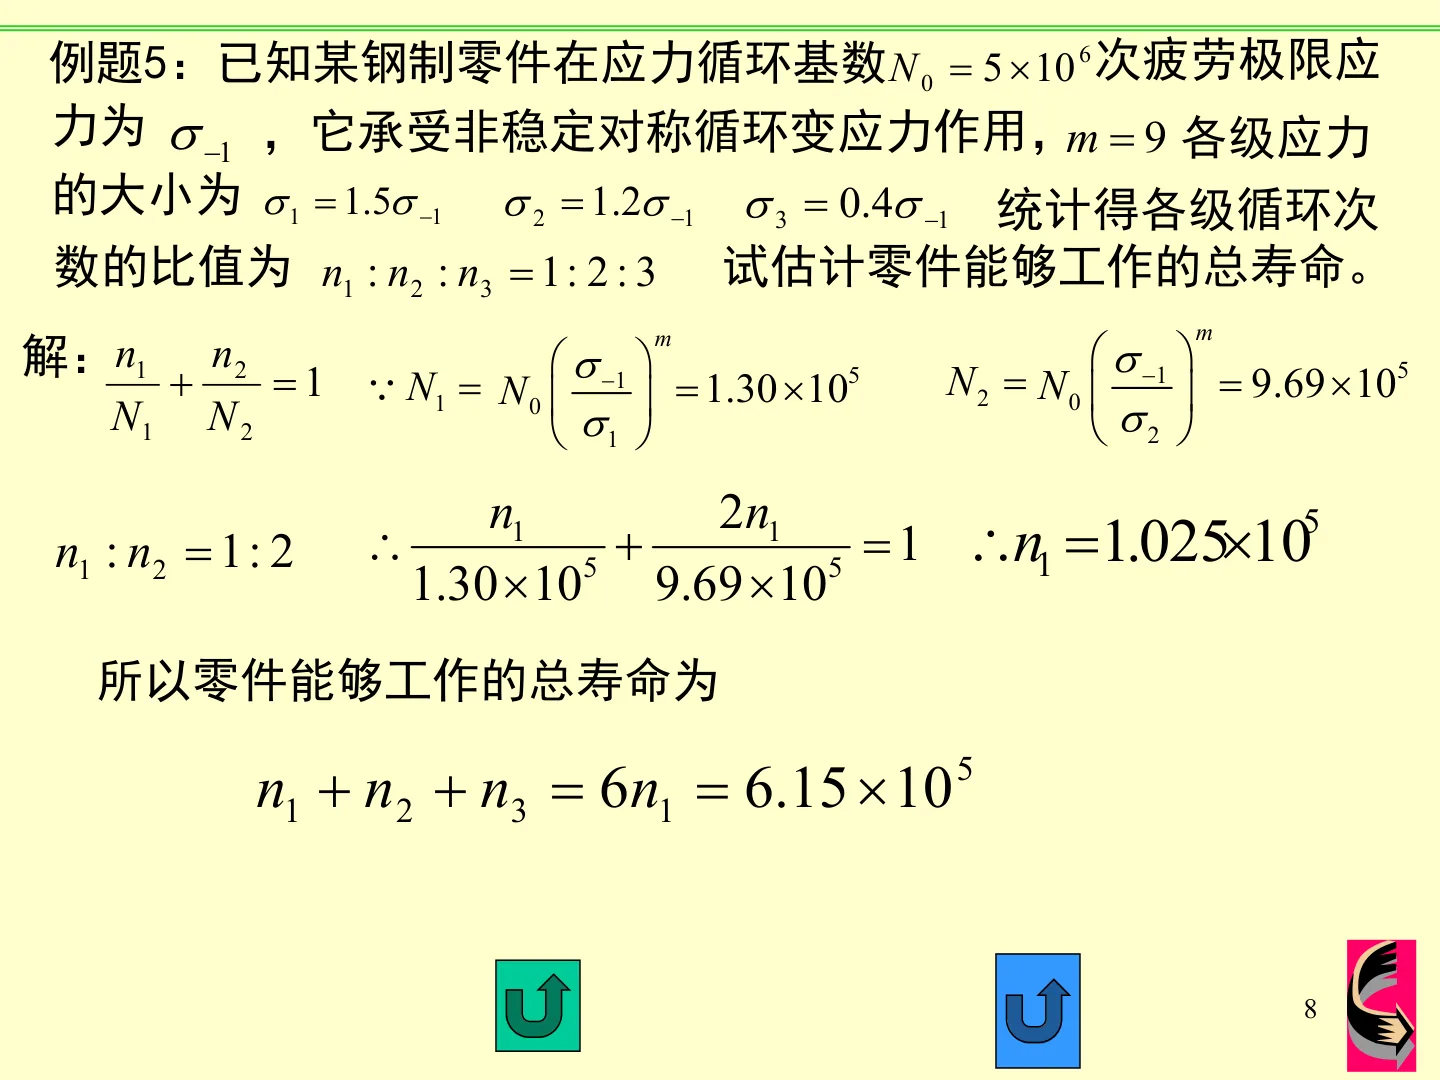 例题5：已知某钢制零件在应力循环基数N₀ = 5×10⁶次疲劳极限应
力为 σ₋₁ ，它承受非稳定对称循环变应力作用，m = 9 各级应力
的大小为 σ₁ = 1.5σ₋₁ σ₂ = 1.2σ₋₁ σ₃ = 0.4σ₋₁ 统计得各级循环次
数的比值为 n₁ : n₂ : n₃ = 1 : 2 : 3 试估计零件能够工作的总寿命。
解： n₁/N₁ + n₂/N₂ = 1 ∵ N₁ = N₀(σ₋₁/σ₁)ᵐ = 1.30×10⁵ N₂ = N₀(σ₋₁/σ₂)ᵐ = 9.69×10⁵
n₁ : n₂ = 1 : 2 ∴ n₁/(1.30×10⁵) + 2n₁/(9.69×10⁵) = 1 ∴n₁ =1.025×10⁵
所以零件能够工作的总寿命为
n₁ + n₂ + n₃ = 6n₁ = 6.15×10⁵
8